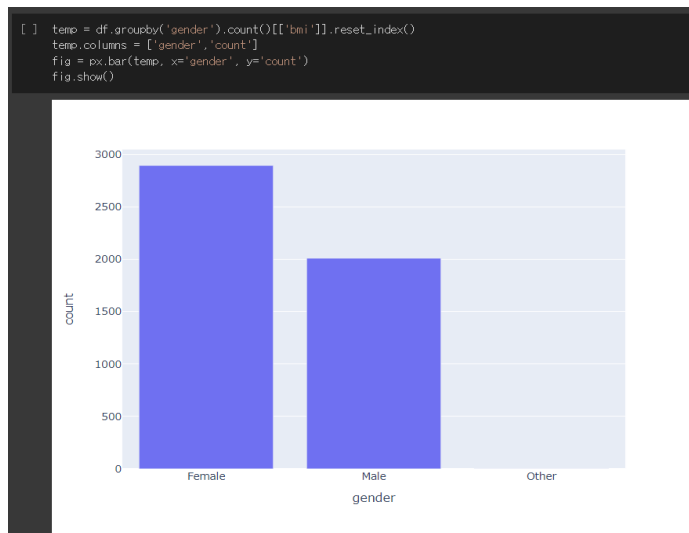 [ ] temp = df.groupby('gender').count()[['bmi']].reset_index()
temp.columns = ['gender','count']
fig = px.bar(temp, x='gender', y='count')
fig.show()
3000
2500
2000
1500
1000
500
0
count
Female Male Other
gender